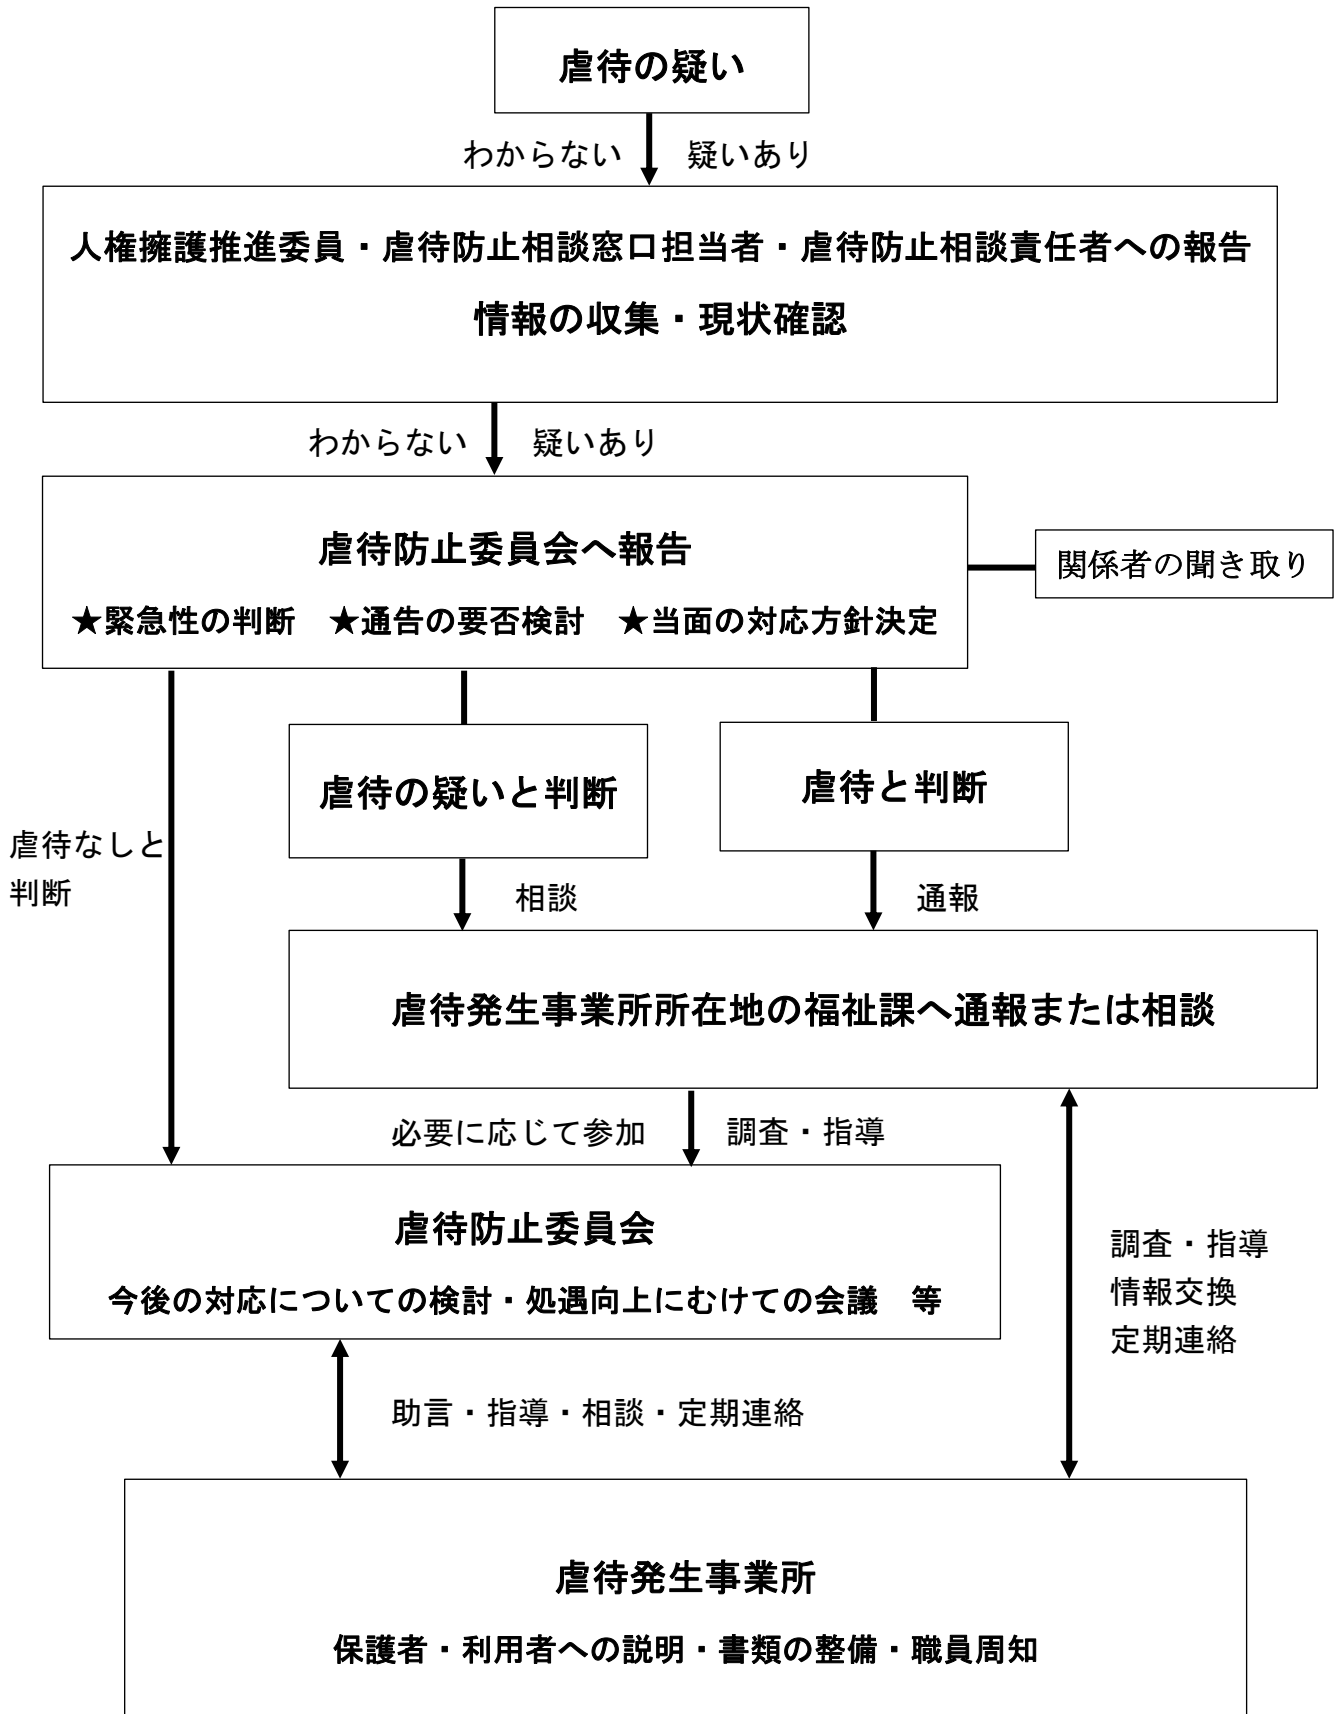 虐待の疑い
わからない　疑いあり
人権擁護推進委員・虐待防止相談窓口担当者・虐待防止相談責任者への報告
情報の収集・現状確認
わからない　疑いあり
虐待防止委員会へ報告
★緊急性の判断　★通告の要否検討　★当面の対応方針決定
関係者の聞き取り
虐待の疑いと判断
虐待と判断
虐待なしと
判断
相談
通報
虐待発生事業所所在地の福祉課へ通報または相談
必要に応じて参加
調査・指導
虐待防止委員会
今後の対応についての検討・処遇向上にむけての会議　等
調査・指導
情報交換
定期連絡
助言・指導・相談・定期連絡
虐待発生事業所
保護者・利用者への説明・書類の整備・職員周知